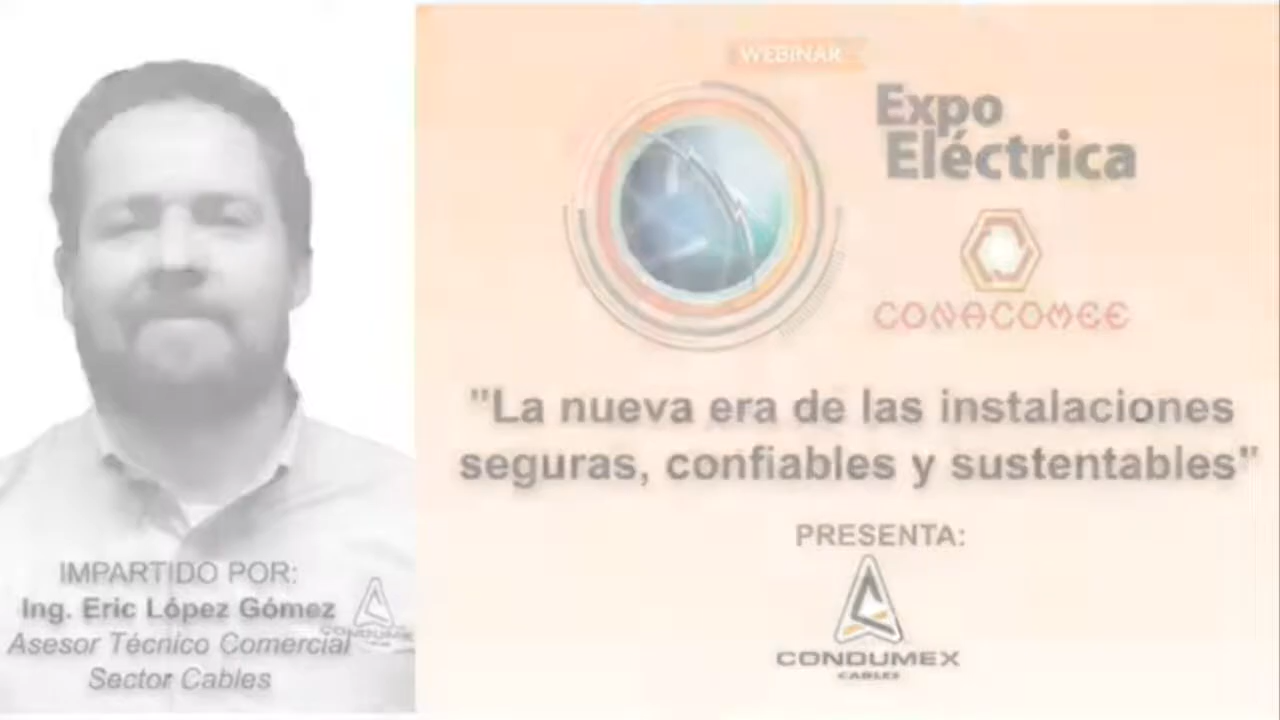 WEBINAR
Expo
Eléctrica
CONACOMEE
"La nueva era de las instalaciones
seguras, confiables y sustentables"
PRESENTA:
CONDUMEX
CABLES
IMPARTIDO POR:
Ing. Eric López Gómez
Asesor Técnico Comercial
Sector Cables
CONDUMEX